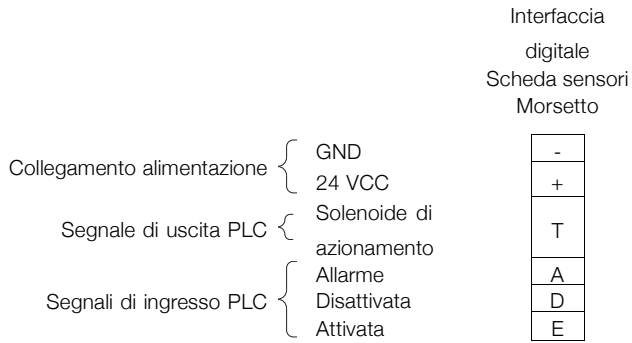 Interfaccia
digitale
Scheda sensori
Morsetto
Collegamento alimentazione
GND
-
24 VCC
+
Segnale di uscita PLC
Solenoide di
azionamento
T
Segnali di ingresso PLC
Allarme
A
Disattivata
D
Attivata
E